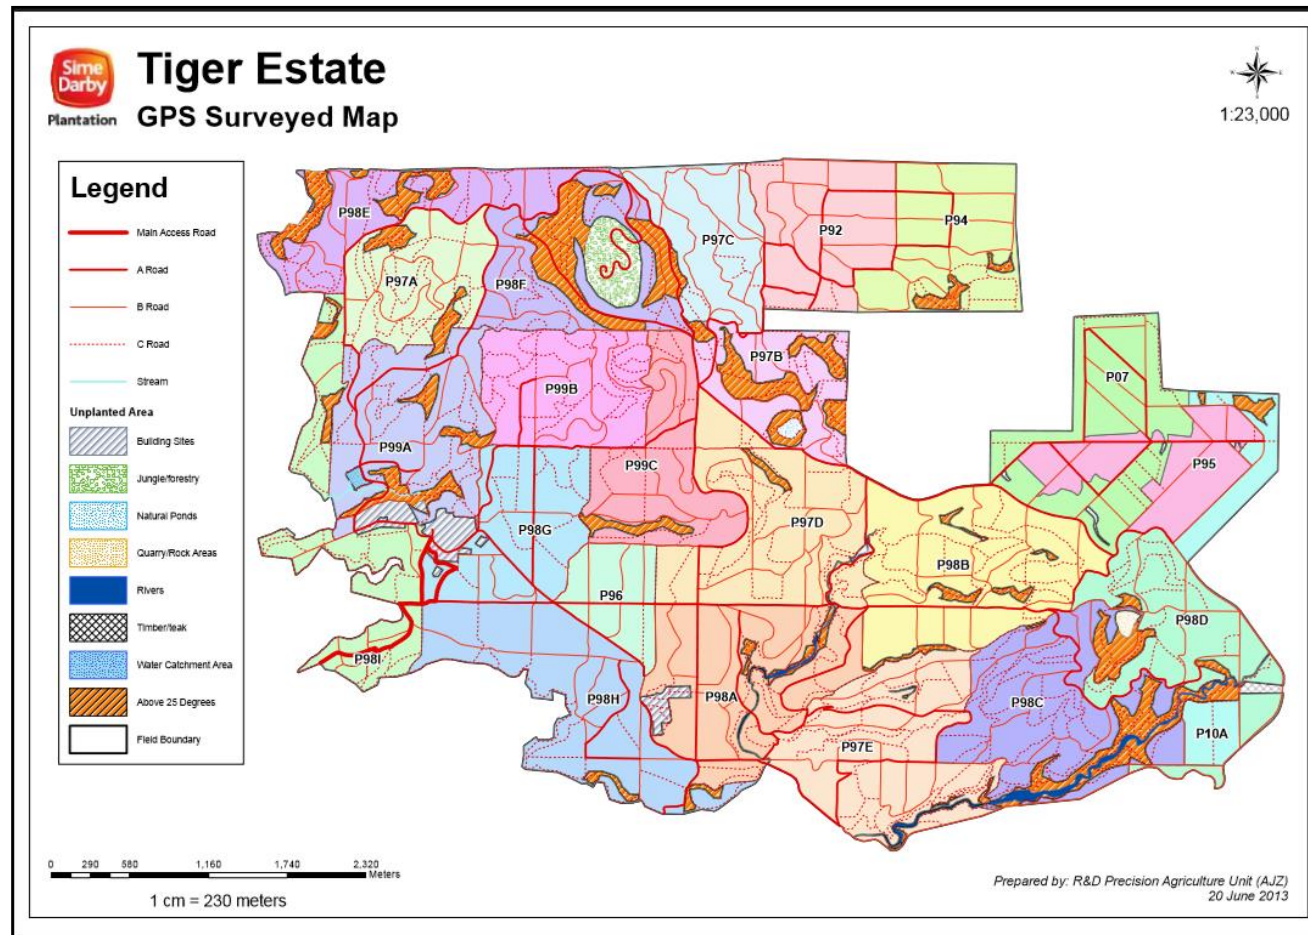 Sime
Darby
Plantation
Tiger Estate
GPS Surveyed Map
N
W E
S
1:23,000
Legend
Main Access Road
A Road
B Road
C Road
Stream
Unplanted Area
Building Sites
Jungle/forestry
Natural Ponds
Quarry/Rock Areas
Rivers
Timber/teak
Water Catchment Area
Above 25 Degrees
Field Boundary
P98E
P97A
P98F
P97C
P92
P94
P97B
P99B
P99A
P99C
P07
P95
P98G
P97D
P98B
P96
P98I
P98H
P98A
P98D
P98C
P97E
P10A
0 290 580 1,160 1,740 2,320
Meters
1 cm = 230 meters
Prepared by: R&D Precision Agriculture Unit (AJZ)
20 June 2013